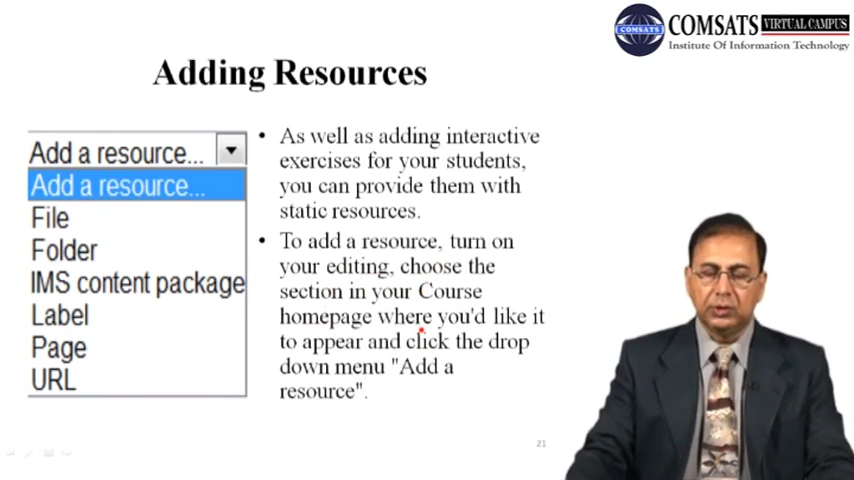 COMSATS
COMSATS VIRTUAL CAMPUS
Institute Of Information Technology
Adding Resources
Add a resource...
Add a resource...
File
Folder
IMS content package
Label
Page
URL
• As well as adding interactive
exercises for your students,
you can provide them with
static resources.
• To add a resource, turn on
your editing, choose the
section in your Course
homepage where you'd like it
to appear and click the drop
down menu "Add a
resource".
21